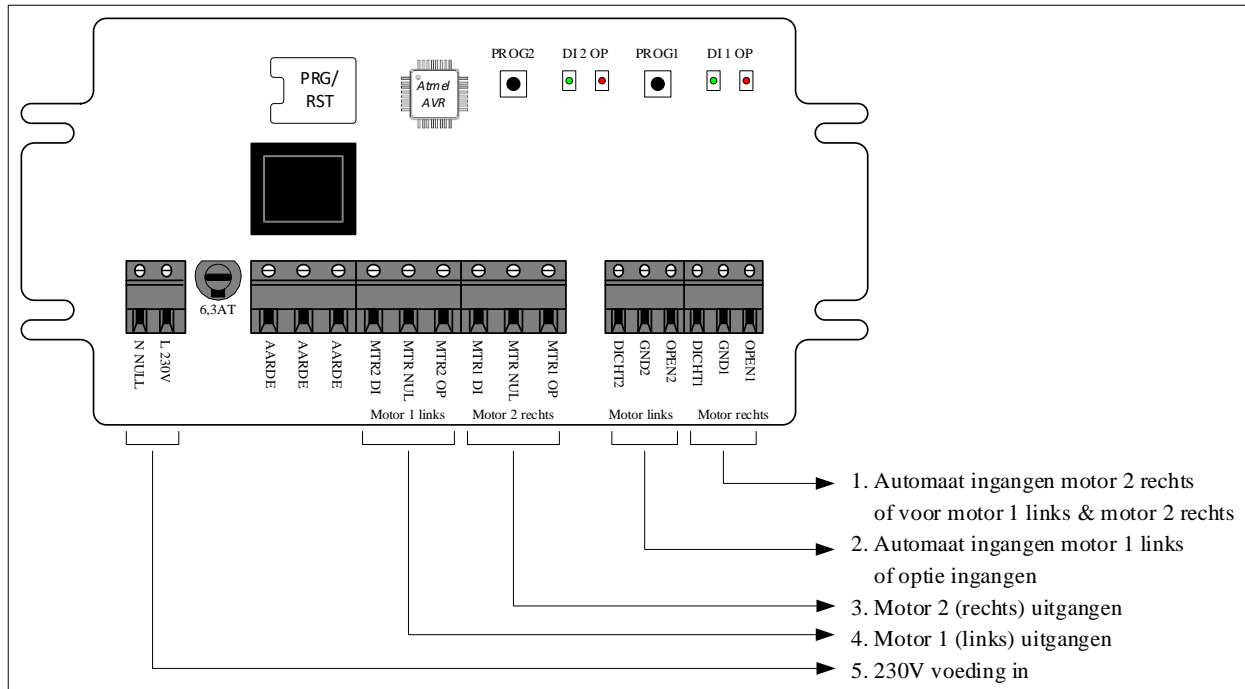 PRG/
RST
Atmel
AVR
PROG2
DI 2 OP
PROG1
DI 1 OP
6,3AT
N NULL
L 230V
AARDE
AARDE
AARDE
MTR2 DI
MTR NUL
MTR2 OP
MTR1 DI
MTR NUL
MTR1 OP
DICHT2
GND2
OPEN2
DICHT1
GND1
OPEN1
Motor 1 links
Motor 2 rechts
Motor links
Motor rechts
1. Automaat ingangen motor 2 rechts
of voor motor 1 links & motor 2 rechts
2. Automaat ingangen motor 1 links
of optie ingangen
3. Motor 2 (rechts) uitgangen
4. Motor 1 (links) uitgangen
5. 230V voeding in